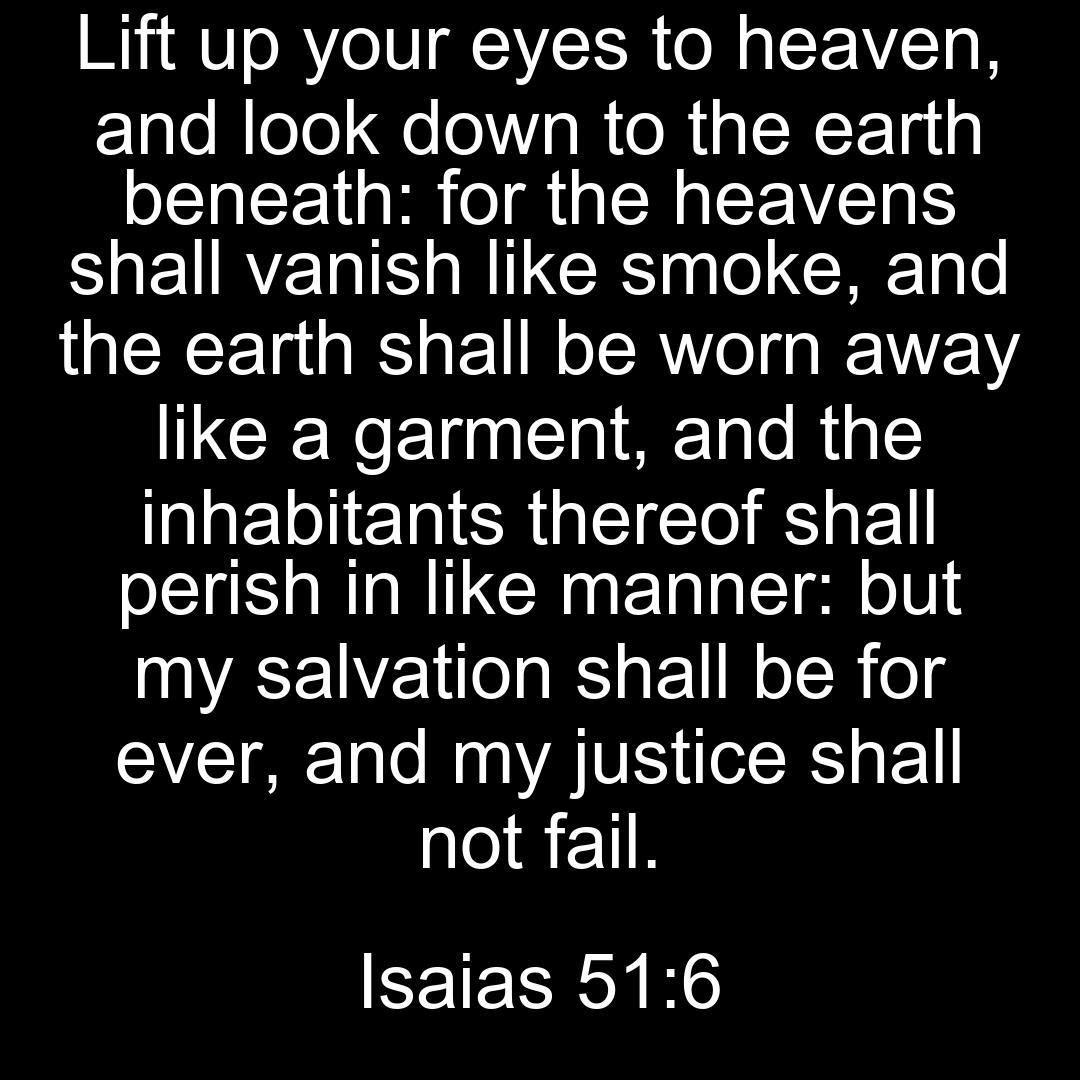 Lift up your eyes to heaven,
and look down to the earth
beneath: for the heavens
shall vanish like smoke, and
the earth shall be worn away
like a garment, and the
inhabitants thereof shall
perish in like manner: but
my salvation shall be for
ever, and my justice shall
not fail.
Isaias 51:6